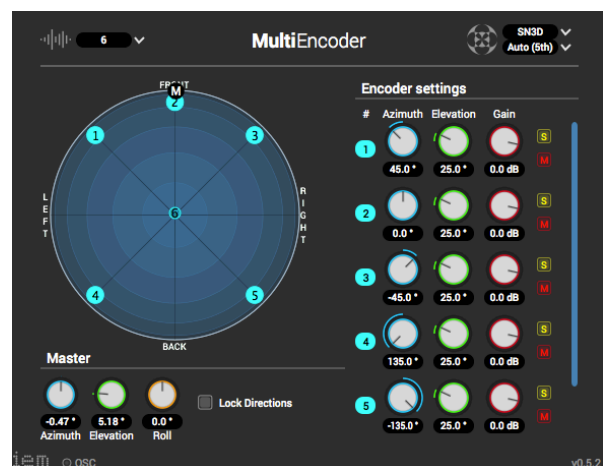 6
MultiEncoder
SN3D
Auto (5th)
Encoder settings
# Azimuth Elevation Gain
1
45.0° 25.0° 0.0 dB
S
M
2
0.0° 25.0° 0.0 dB
S
M
3
-45.0° 25.0° 0.0 dB
S
M
4
135.0° 25.0° 0.0 dB
S
M
5
-135.0° 25.0° 0.0 dB
S
M
FRONT
M
2
1
3
LEFT
RIGHT
6
4
5
BACK
Master
-0.47° 5.18° 0.0°
Azimuth Elevation Roll
Lock Directions
iem OSC
v0.5.2